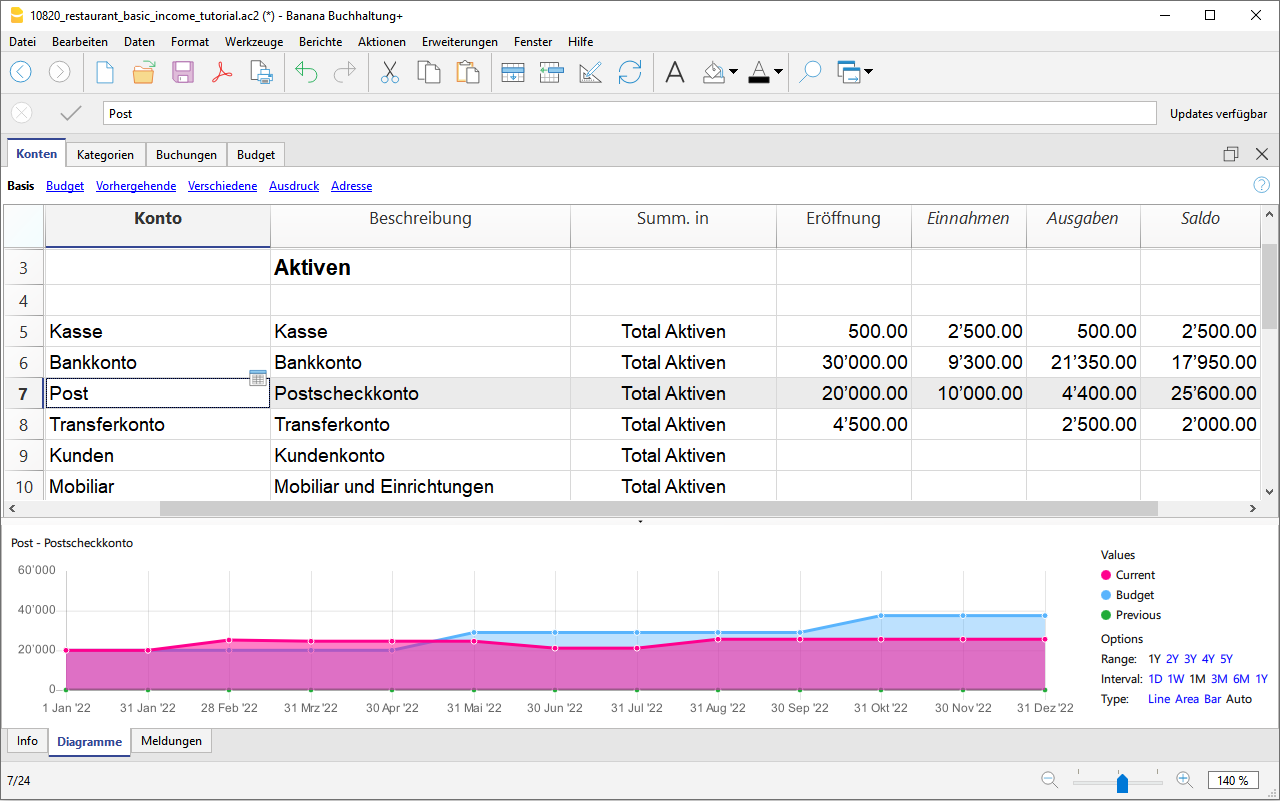 10820_restaurant_basic_income_tutorial.ac2 (*) - Banana Buchhaltung+
Datei Bearbeiten Daten Format Werkzeuge Berichte Aktionen Erweiterungen Fenster Hilfe
Post Updates verfügbar
Konten Kategorien Buchungen Budget
Basis Budget Vorhergehende Verschiedene Ausdruck Adresse
Konto Beschreibung Summ. in Eröffnung Einnahmen Ausgaben Saldo
3 Aktiven
4
5 Kasse Kasse Total Aktiven 500.00 2’500.00 500.00 2’500.00
6 Bankkonto Bankkonto Total Aktiven 30’000.00 9’300.00 21’350.00 17’950.00
7 Post Postscheckkonto Total Aktiven 20’000.00 10’000.00 4’400.00 25’600.00
8 Transferkonto Transferkonto Total Aktiven 4’500.00 2’500.00 2’000.00
9 Kunden Kundenkonto Total Aktiven
10 Mobiliar Mobiliar und Einrichtungen Total Aktiven
Post - Postscheckkonto
60’000
40’000
20’000
0
1 Jan '22 31 Jan '22 28 Feb '22 31 Mrz '22 30 Apr '22 31 Mai '22 30 Jun '22 31 Jul '22 31 Aug '22 30 Sep '22 31 Okt '22 30 Nov '22 31 Dez '22
Values
Current
Budget
Previous
Options
Range: 1Y 2Y 3Y 4Y 5Y
Interval: 1D 1W 1M 3M 6M 1Y
Type: Line Area Bar Auto
Info Diagramme Meldungen
7/24 140 %